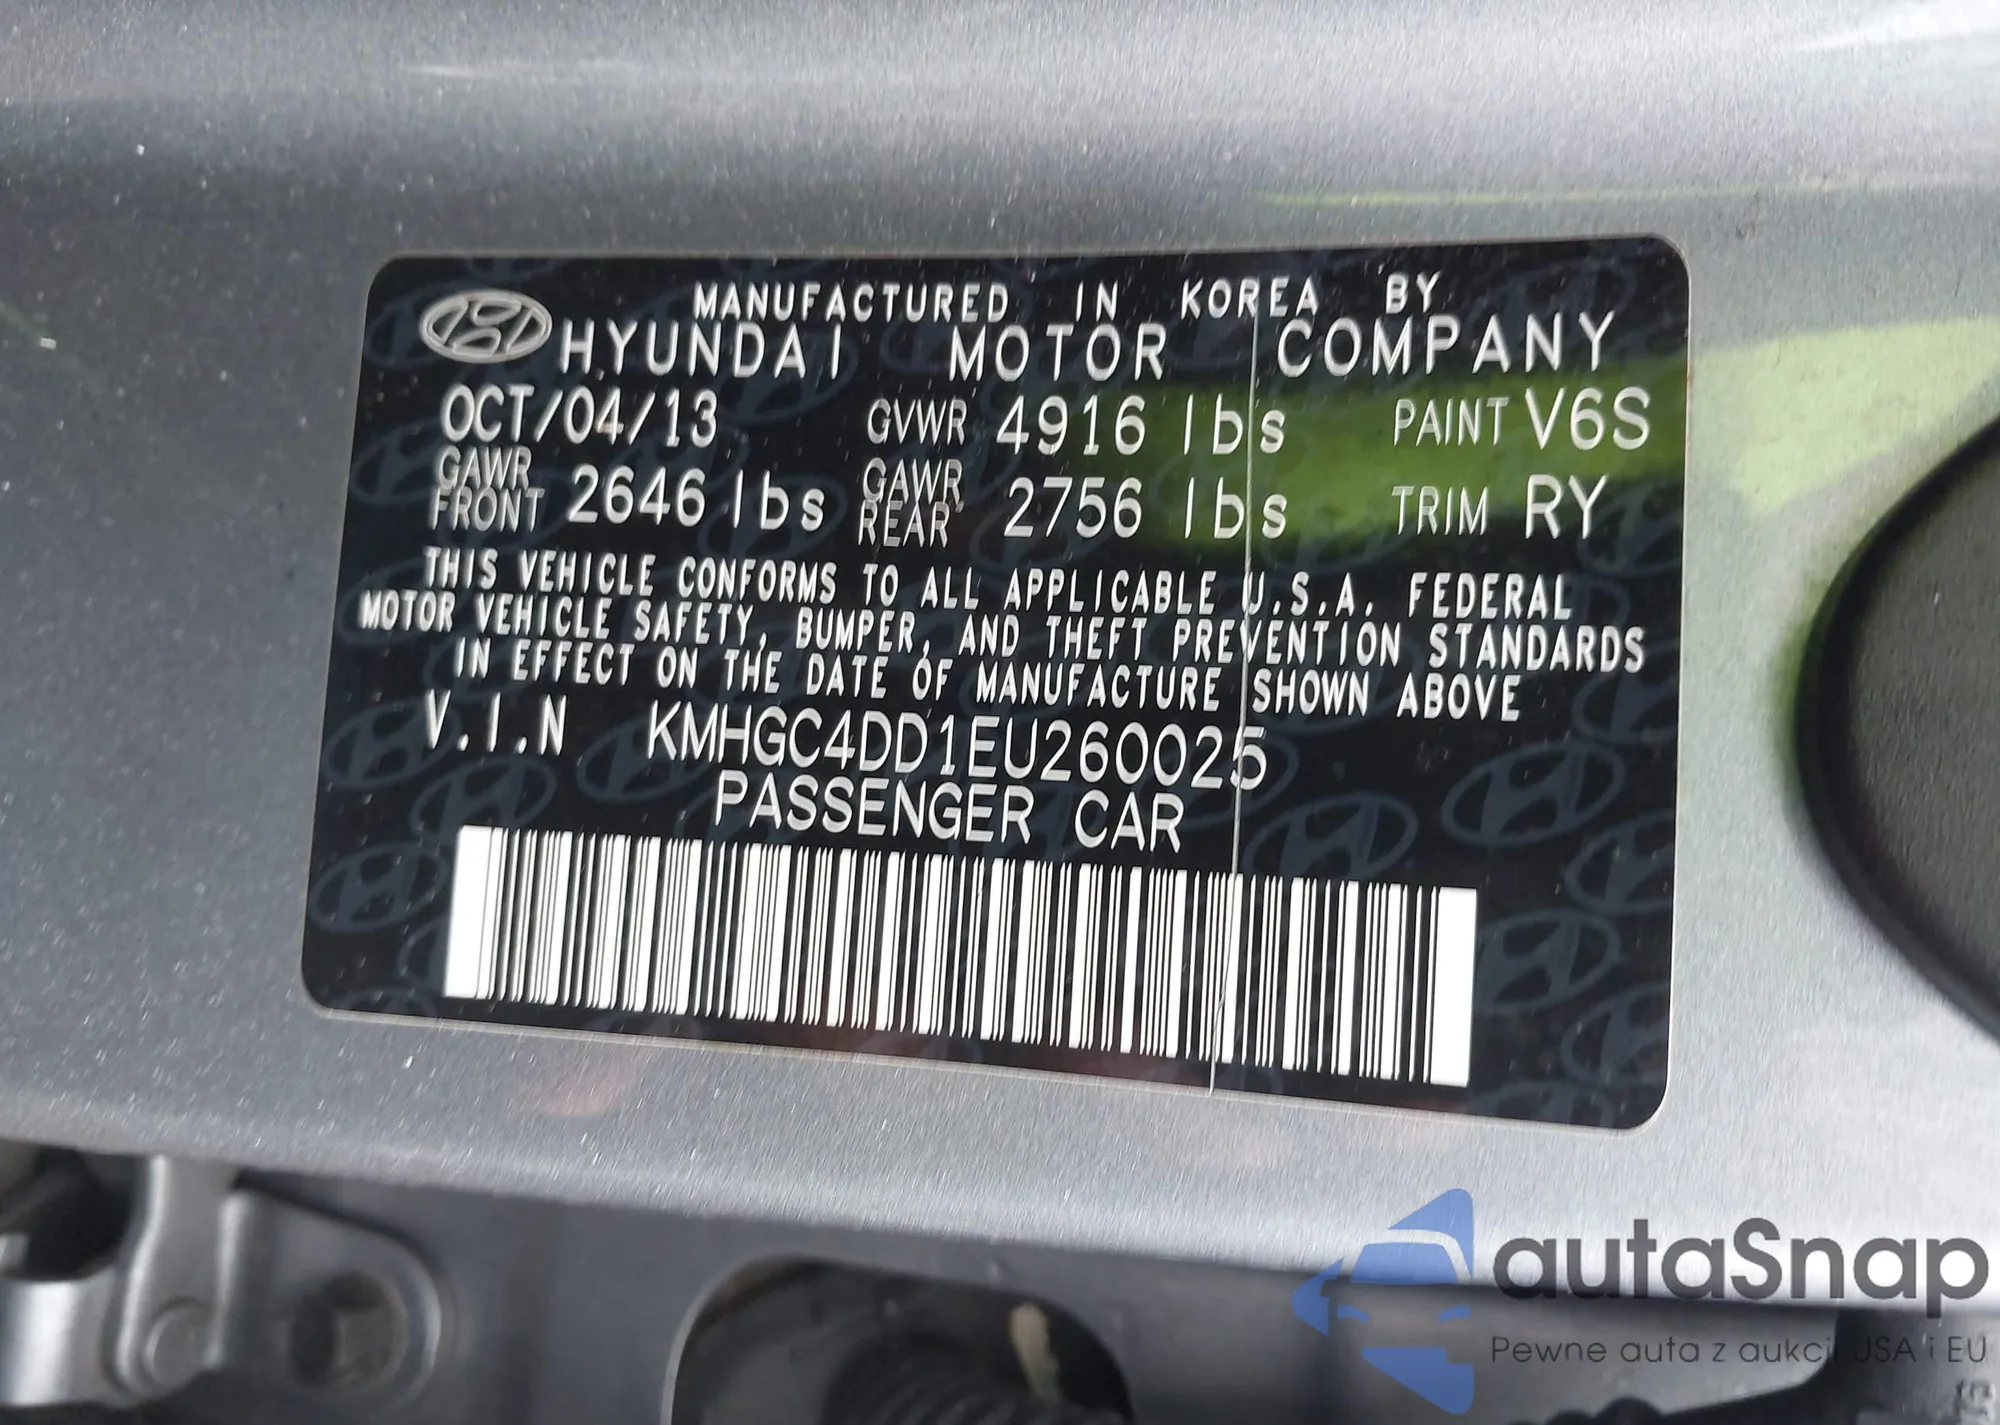 MANUFACTURED IN KOREA BY
HYUNDAI MOTOR COMPANY
OCT/04/13 GVWR 4916 lbs PAINT V6S
GAWR FRONT 2646 lbs GAWR REAR 2756 lbs TRIM RY
THIS VEHICLE CONFORMS TO ALL APPLICABLE U.S.A. FEDERAL
MOTOR VEHICLE SAFETY, BUMPER, AND THEFT PREVENTION STANDARDS
IN EFFECT ON THE DATE OF MANUFACTURE SHOWN ABOVE
V.I.N KMHGC4DD1EU260025
PASSENGER CAR
autaSnap
Pewne auta z aukcji USA i EU